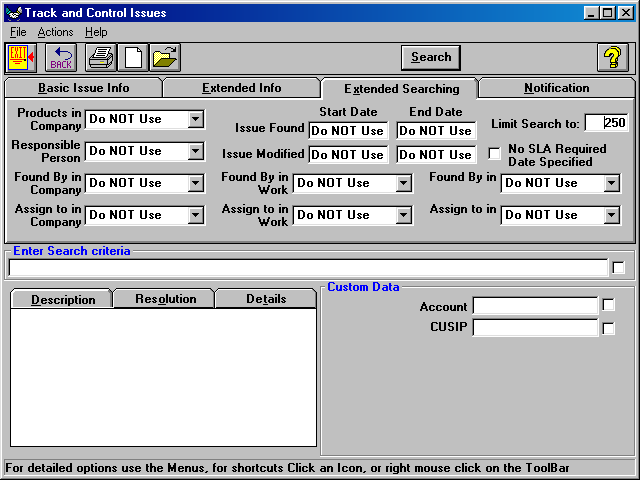 Track and Control Issues
File Actions Help
EXIT BACK Search ?
Basic Issue Info Extended Info Extended Searching Notification
Start Date End Date
Products in Company Do NOT Use
Issue Found Do NOT Use Do NOT Use
Limit Search to: 250
Responsible Person Do NOT Use
Issue Modified Do NOT Use Do NOT Use
No SLA Required Date Specified
Found By in Company Do NOT Use
Found By in Work Do NOT Use
Found By in Do NOT Use
Assign to in Company Do NOT Use
Assign to in Work Do NOT Use
Assign to in Do NOT Use
Enter Search criteria
Description Resolution Details
Custom Data
Account
CUSIP
For detailed options use the Menus, for shortcuts Click an Icon, or right mouse click on the ToolBar